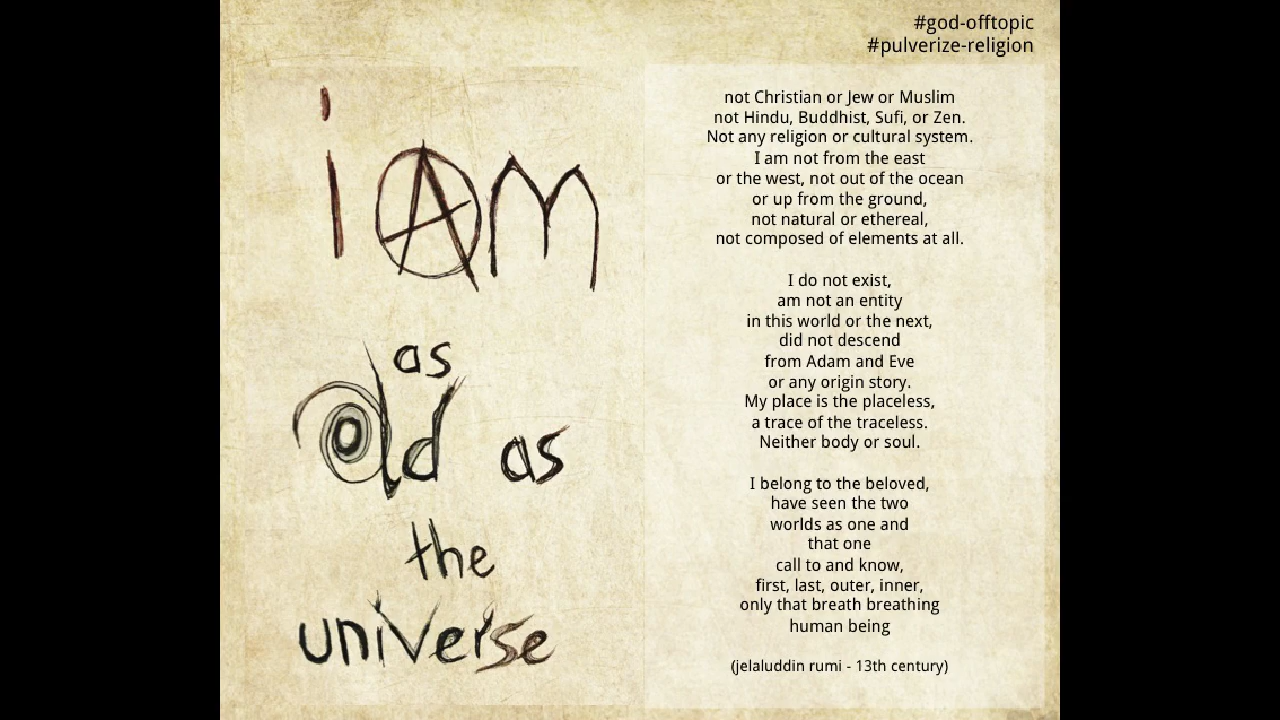 #god-offtopic
#pulverize-religion
i Am
as
old as
the
universe
not Christian or Jew or Muslim
not Hindu, Buddhist, Sufi, or Zen.
Not any religion or cultural system.
I am not from the east
or the west, not out of the ocean
or up from the ground,
not natural or ethereal,
not composed of elements at all.
I do not exist,
am not an entity
in this world or the next,
did not descend
from Adam and Eve
or any origin story.
My place is the placeless,
a trace of the traceless.
Neither body or soul.
I belong to the beloved,
have seen the two
worlds as one and
that one
call to and know,
first, last, outer, inner,
only that breath breathing
human being
(jelaluddin rumi - 13th century)